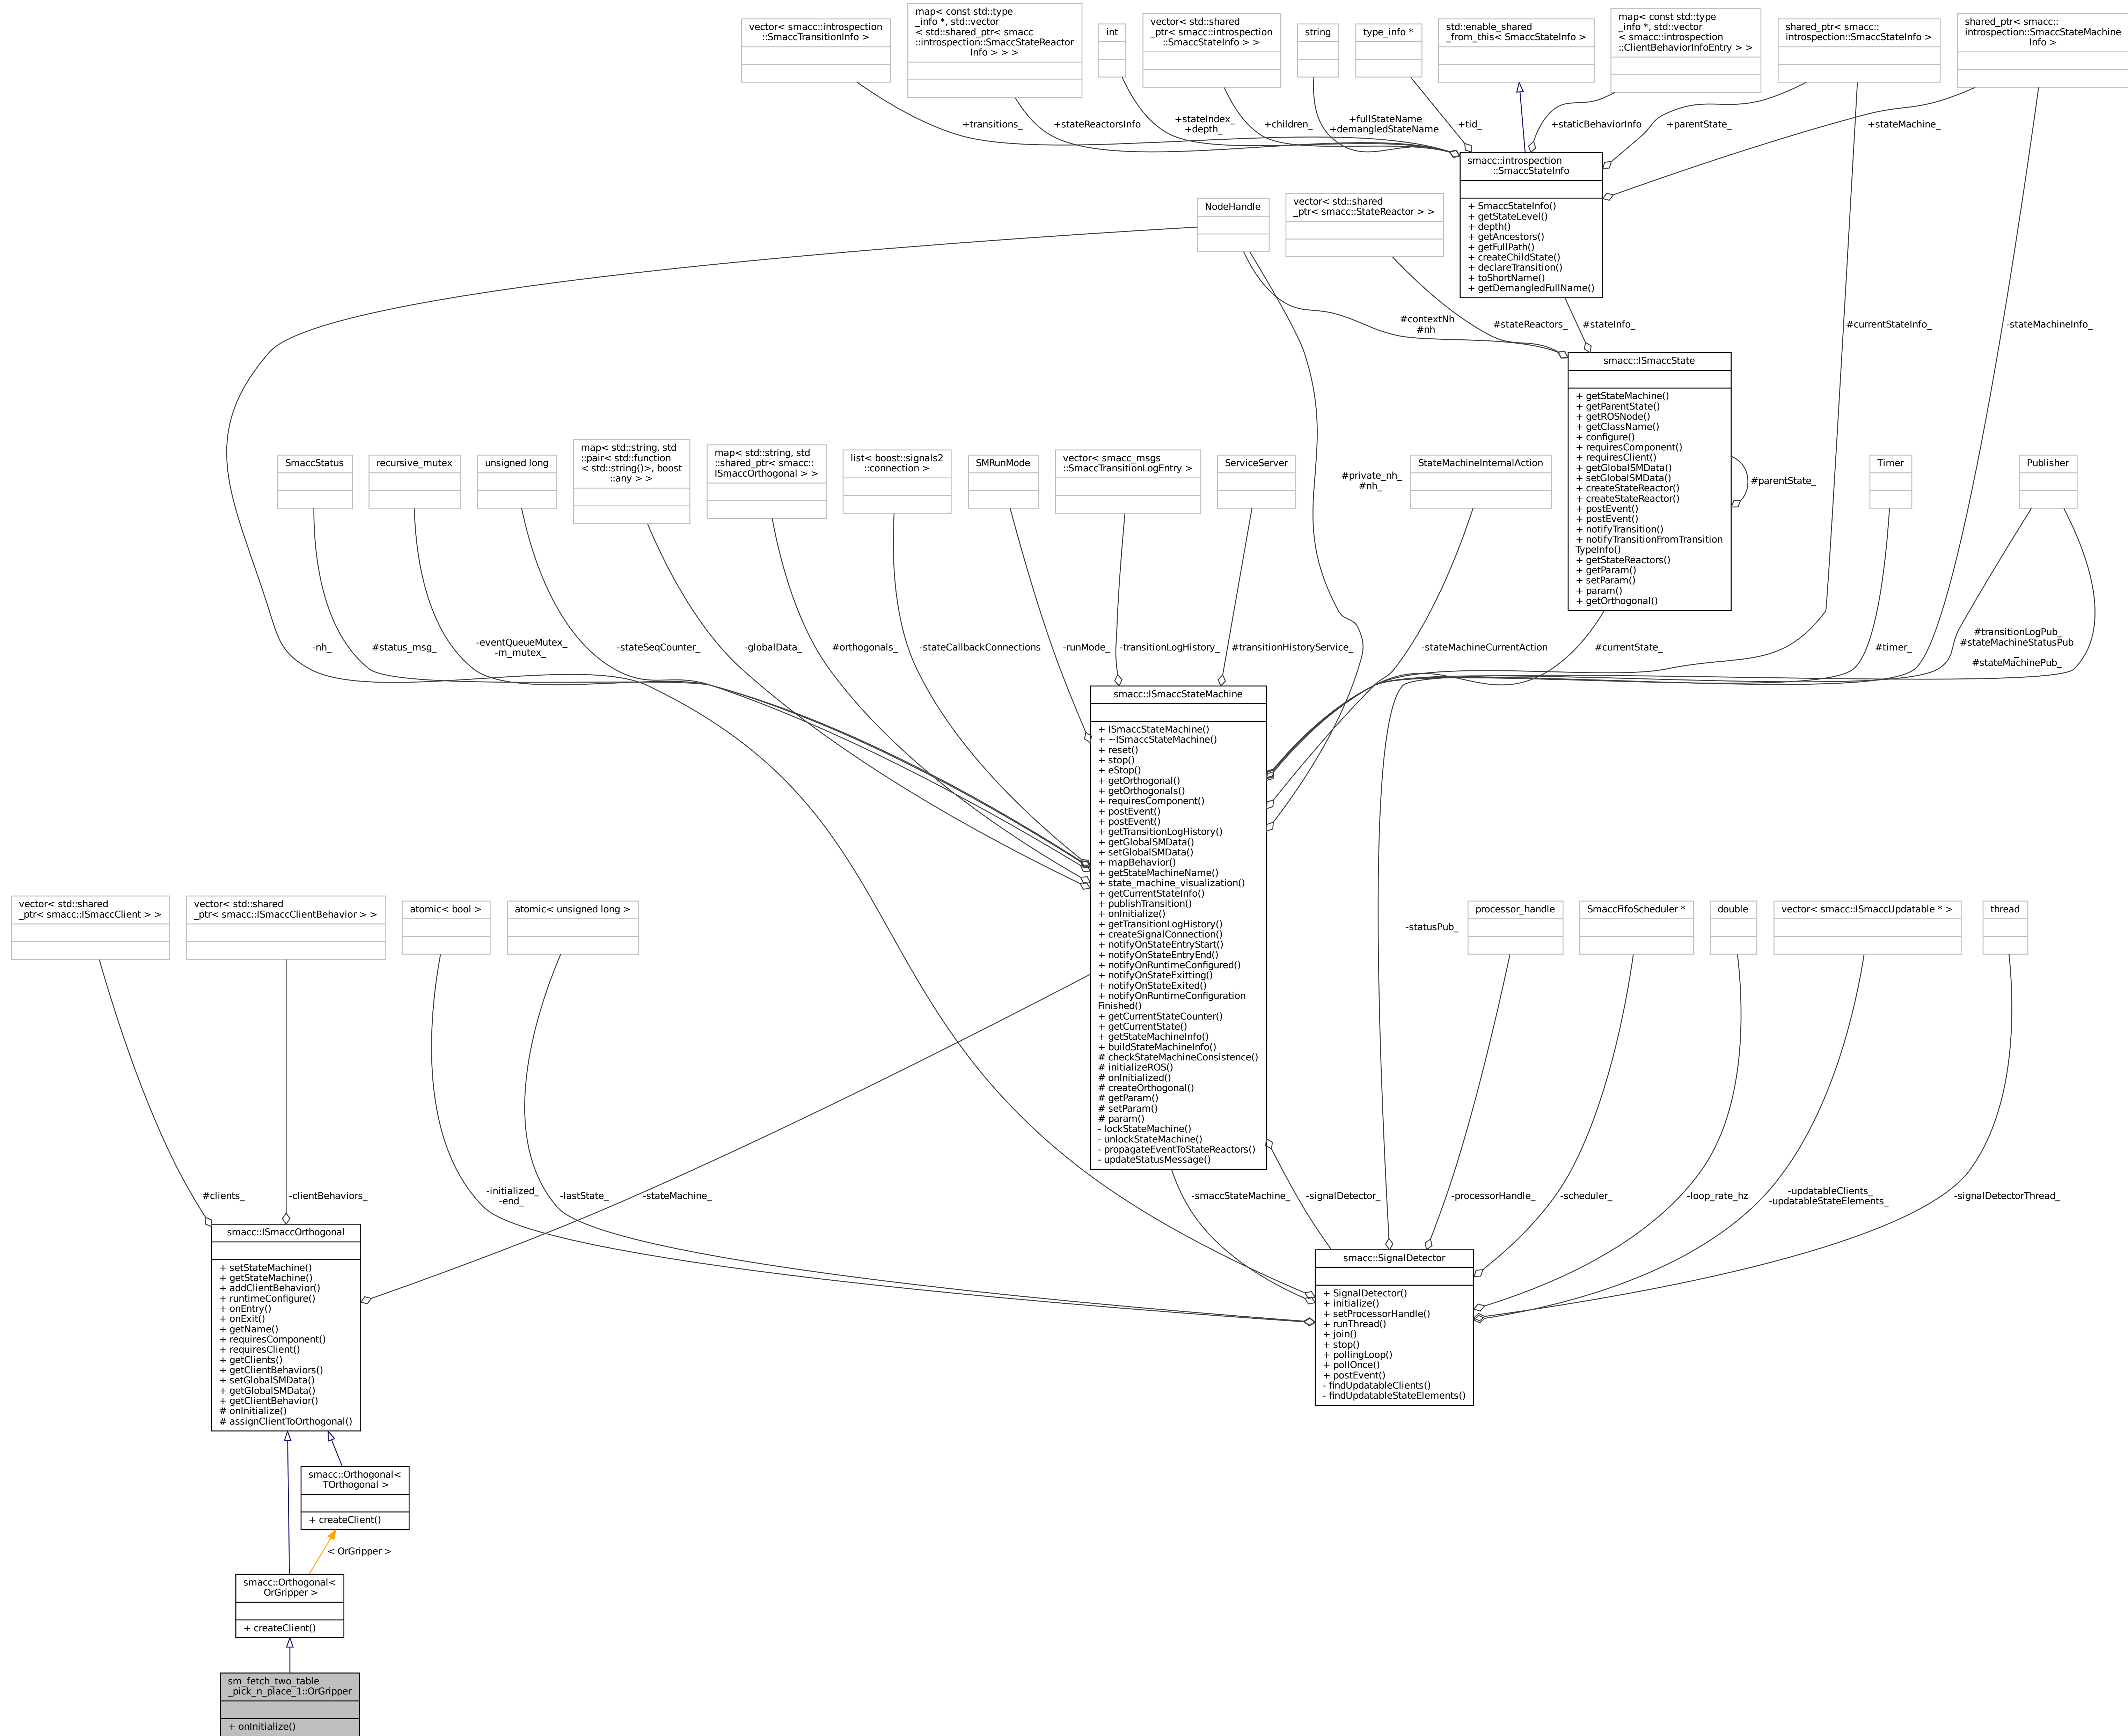 vector< smacc::introspection
::SmaccTransitionInfo >
map< const std::type
_info *, std::vector
< std::shared_ptr< smacc
::introspection::SmaccStateReactor
Info > > >
int
vector< std::shared
_ptr< smacc::introspection
::SmaccStateInfo > >
string
type_info *
std::enable_shared
_from_this< SmaccStateInfo >
map< const std::type
_info *, std::vector
< smacc::introspection
::ClientBehaviorInfoEntry > >
shared_ptr< smacc::
introspection::SmaccStateInfo >
shared_ptr< smacc::
introspection::SmaccStateMachine
Info >
+transitions_
+stateReactorsInfo
+stateIndex_
+depth_
+children_
+fullStateName
+demangledStateName
+tid_
+staticBehaviorInfo
+parentState_
+stateMachine_
smacc::introspection
::SmaccStateInfo
+ SmaccStateInfo()
+ getStateLevel()
+ depth()
+ getAncestors()
+ getFullPath()
+ createChildState()
+ declareTransition()
+ toShortName()
+ getDemangledFullName()
NodeHandle
vector< std::shared
_ptr< smacc::StateReactor > >
#contextNh
#nh
#stateReactors_
#stateInfo_
#currentStateInfo_
-stateMachineInfo_
smacc::ISmaccState
+ getStateMachine()
+ getParentState()
+ getROSNode()
+ getClassName()
+ configure()
+ requiresComponent()
+ requiresClient()
+ getGlobalSMData()
+ setGlobalSMData()
+ createStateReactor()
+ createStateReactor()
+ postEvent()
+ postEvent()
+ notifyTransition()
+ notifyTransitionFromTransition
TypeInfo()
+ getStateReactors()
+ getParam()
+ setParam()
+ param()
+ getOrthogonal()
#parentState_
SmaccStatus
recursive_mutex
unsigned long
map< std::string, std
::pair< std::function
< std::string()>, boost
::any > >
map< std::string, std
::shared_ptr< smacc::
ISmaccOrthogonal > >
list< boost::signals2
::connection >
SMRunMode
vector< smacc_msgs
::SmaccTransitionLogEntry >
ServiceServer
#private_nh_
#nh_
StateMachineInternalAction
Timer
Publisher
-nh_
#status_msg_
-eventQueueMutex_
-m_mutex_
-stateSeqCounter_
-globalData_
#orthogonals_
-stateCallbackConnections
-runMode_
-transitionLogHistory_
#transitionHistoryService_
-stateMachineCurrentAction
#currentState_
#timer_
#transitionLogPub_
#stateMachineStatusPub
_
#stateMachinePub_
smacc::ISmaccStateMachine
+ ISmaccStateMachine()
+ ~ISmaccStateMachine()
+ reset()
+ stop()
+ eStop()
+ getOrthogonal()
+ getOrthogonals()
+ requiresComponent()
+ postEvent()
+ postEvent()
+ getTransitionLogHistory()
+ getGlobalSMData()
+ setGlobalSMData()
+ mapBehavior()
+ getStateMachineName()
+ state_machine_visualization()
+ getCurrentStateInfo()
+ publishTransition()
+ onInitialize()
+ getTransitionLogHistory()
+ createSignalConnection()
+ notifyOnStateEntryStart()
+ notifyOnStateEntryEnd()
+ notifyOnRuntimeConfigured()
+ notifyOnStateExitting()
+ notifyOnStateExited()
+ notifyOnRuntimeConfiguration
Finished()
+ getCurrentStateCounter()
+ getCurrentState()
+ getStateMachineInfo()
+ buildStateMachineInfo()
# checkStateMachineConsistence()
# initializeROS()
# onInitialized()
# createOrthogonal()
# getParam()
# setParam()
# param()
- lockStateMachine()
- unlockStateMachine()
- propagateEventToStateReactors()
- updateStatusMessage()
vector< std::shared
_ptr< smacc::ISmaccClient > >
vector< std::shared
_ptr< smacc::ISmaccClientBehavior > >
atomic< bool >
atomic< unsigned long >
-statusPub_
processor_handle
SmaccFifoScheduler *
double
vector< smacc::ISmaccUpdatable * >
thread
#clients_
-clientBehaviors_
-initialized_
-end_
-lastState_
-stateMachine_
-smaccStateMachine_
-signalDetector_
-processorHandle_
-scheduler_
-loop_rate_hz
-updatableClients_
-updatableStateElements_
-signalDetectorThread_
smacc::ISmaccOrthogonal
+ setStateMachine()
+ getStateMachine()
+ addClientBehavior()
+ runtimeConfigure()
+ onEntry()
+ onExit()
+ getName()
+ requiresComponent()
+ requiresClient()
+ getClients()
+ getClientBehaviors()
+ setGlobalSMData()
+ getGlobalSMData()
+ getClientBehavior()
# onInitialize()
# assignClientToOrthogonal()
smacc::SignalDetector
+ SignalDetector()
+ initialize()
+ setProcessorHandle()
+ runThread()
+ join()
+ stop()
+ pollingLoop()
+ pollOnce()
+ postEvent()
- findUpdatableClients()
- findUpdatableStateElements()
smacc::Orthogonal<
TOrthogonal >
+ createClient()
< OrGripper >
smacc::Orthogonal<
OrGripper >
+ createClient()
sm_fetch_two_table
_pick_n_place_1::OrGripper
+ onInitialize()